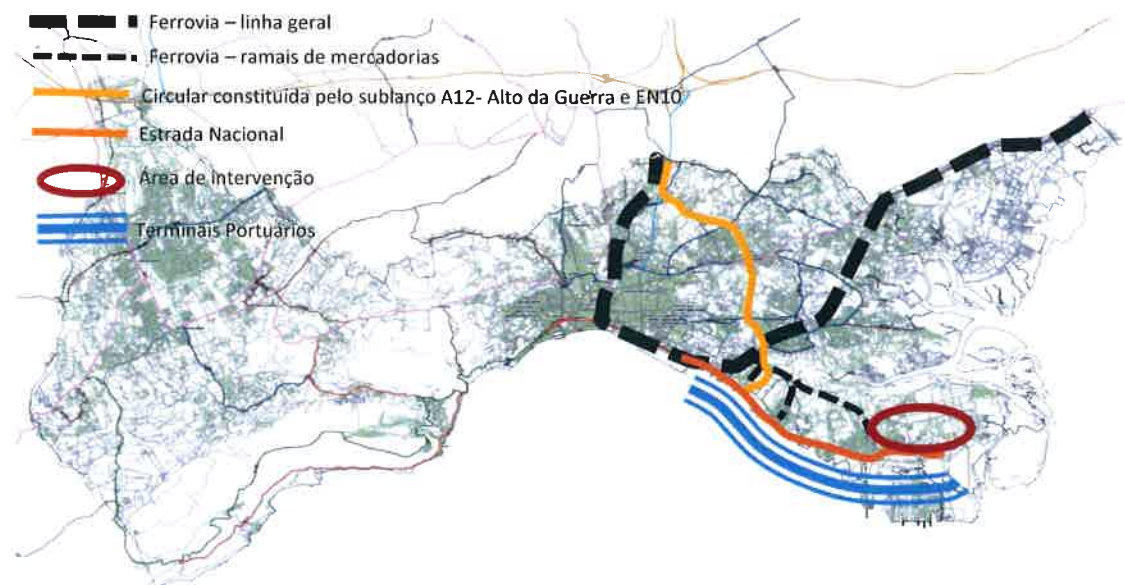 Ferrovia – linha geral
Ferrovia – ramais de mercadorias
Circular constituida pelo sublanço A12- Alto da Guerra e EN10
Estrada Nacional
Área de intervenção
Terminais Portuários